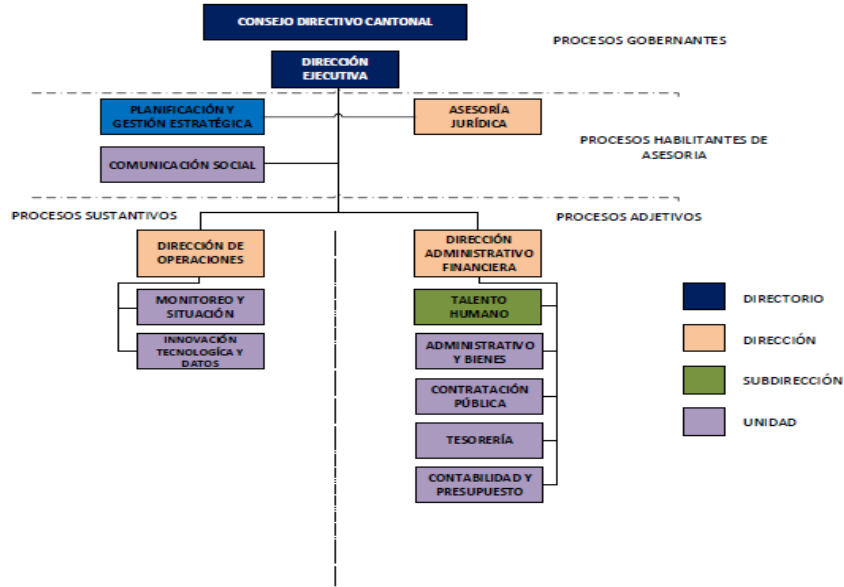 CONSEJO DIRECTIVO CANTONAL
PROCESOS GOBERNANTES
DIRECCIÓN
EJECUTIVA
PLANIFICACIÓN Y
GESTIÓN ESTRATÉGICA
ASESORÍA
JURÍDICA
PROCESOS HABILITANTES DE
ASESORIA
COMUNICACIÓN SOCIAL
PROCESOS SUSTANTIVOS
PROCESOS ADJETIVOS
DIRECCIÓN DE
OPERACIONES
MONITOREO Y
SITUACIÓN
INNOVACIÓN
TECNOLOGÍCA Y
DATOS
DIRECCIÓN
ADMINISTRATIVO
FINANCIERA
TALENTO
HUMANO
ADMINISTRATIVO
Y BIENES
CONTRATACIÓN
PÚBLICA
TESORERÍA
CONTABILIDAD Y
PRESUPUESTO
DIRECTORIO
DIRECCIÓN
SUBDIRECCIÓN
UNIDAD